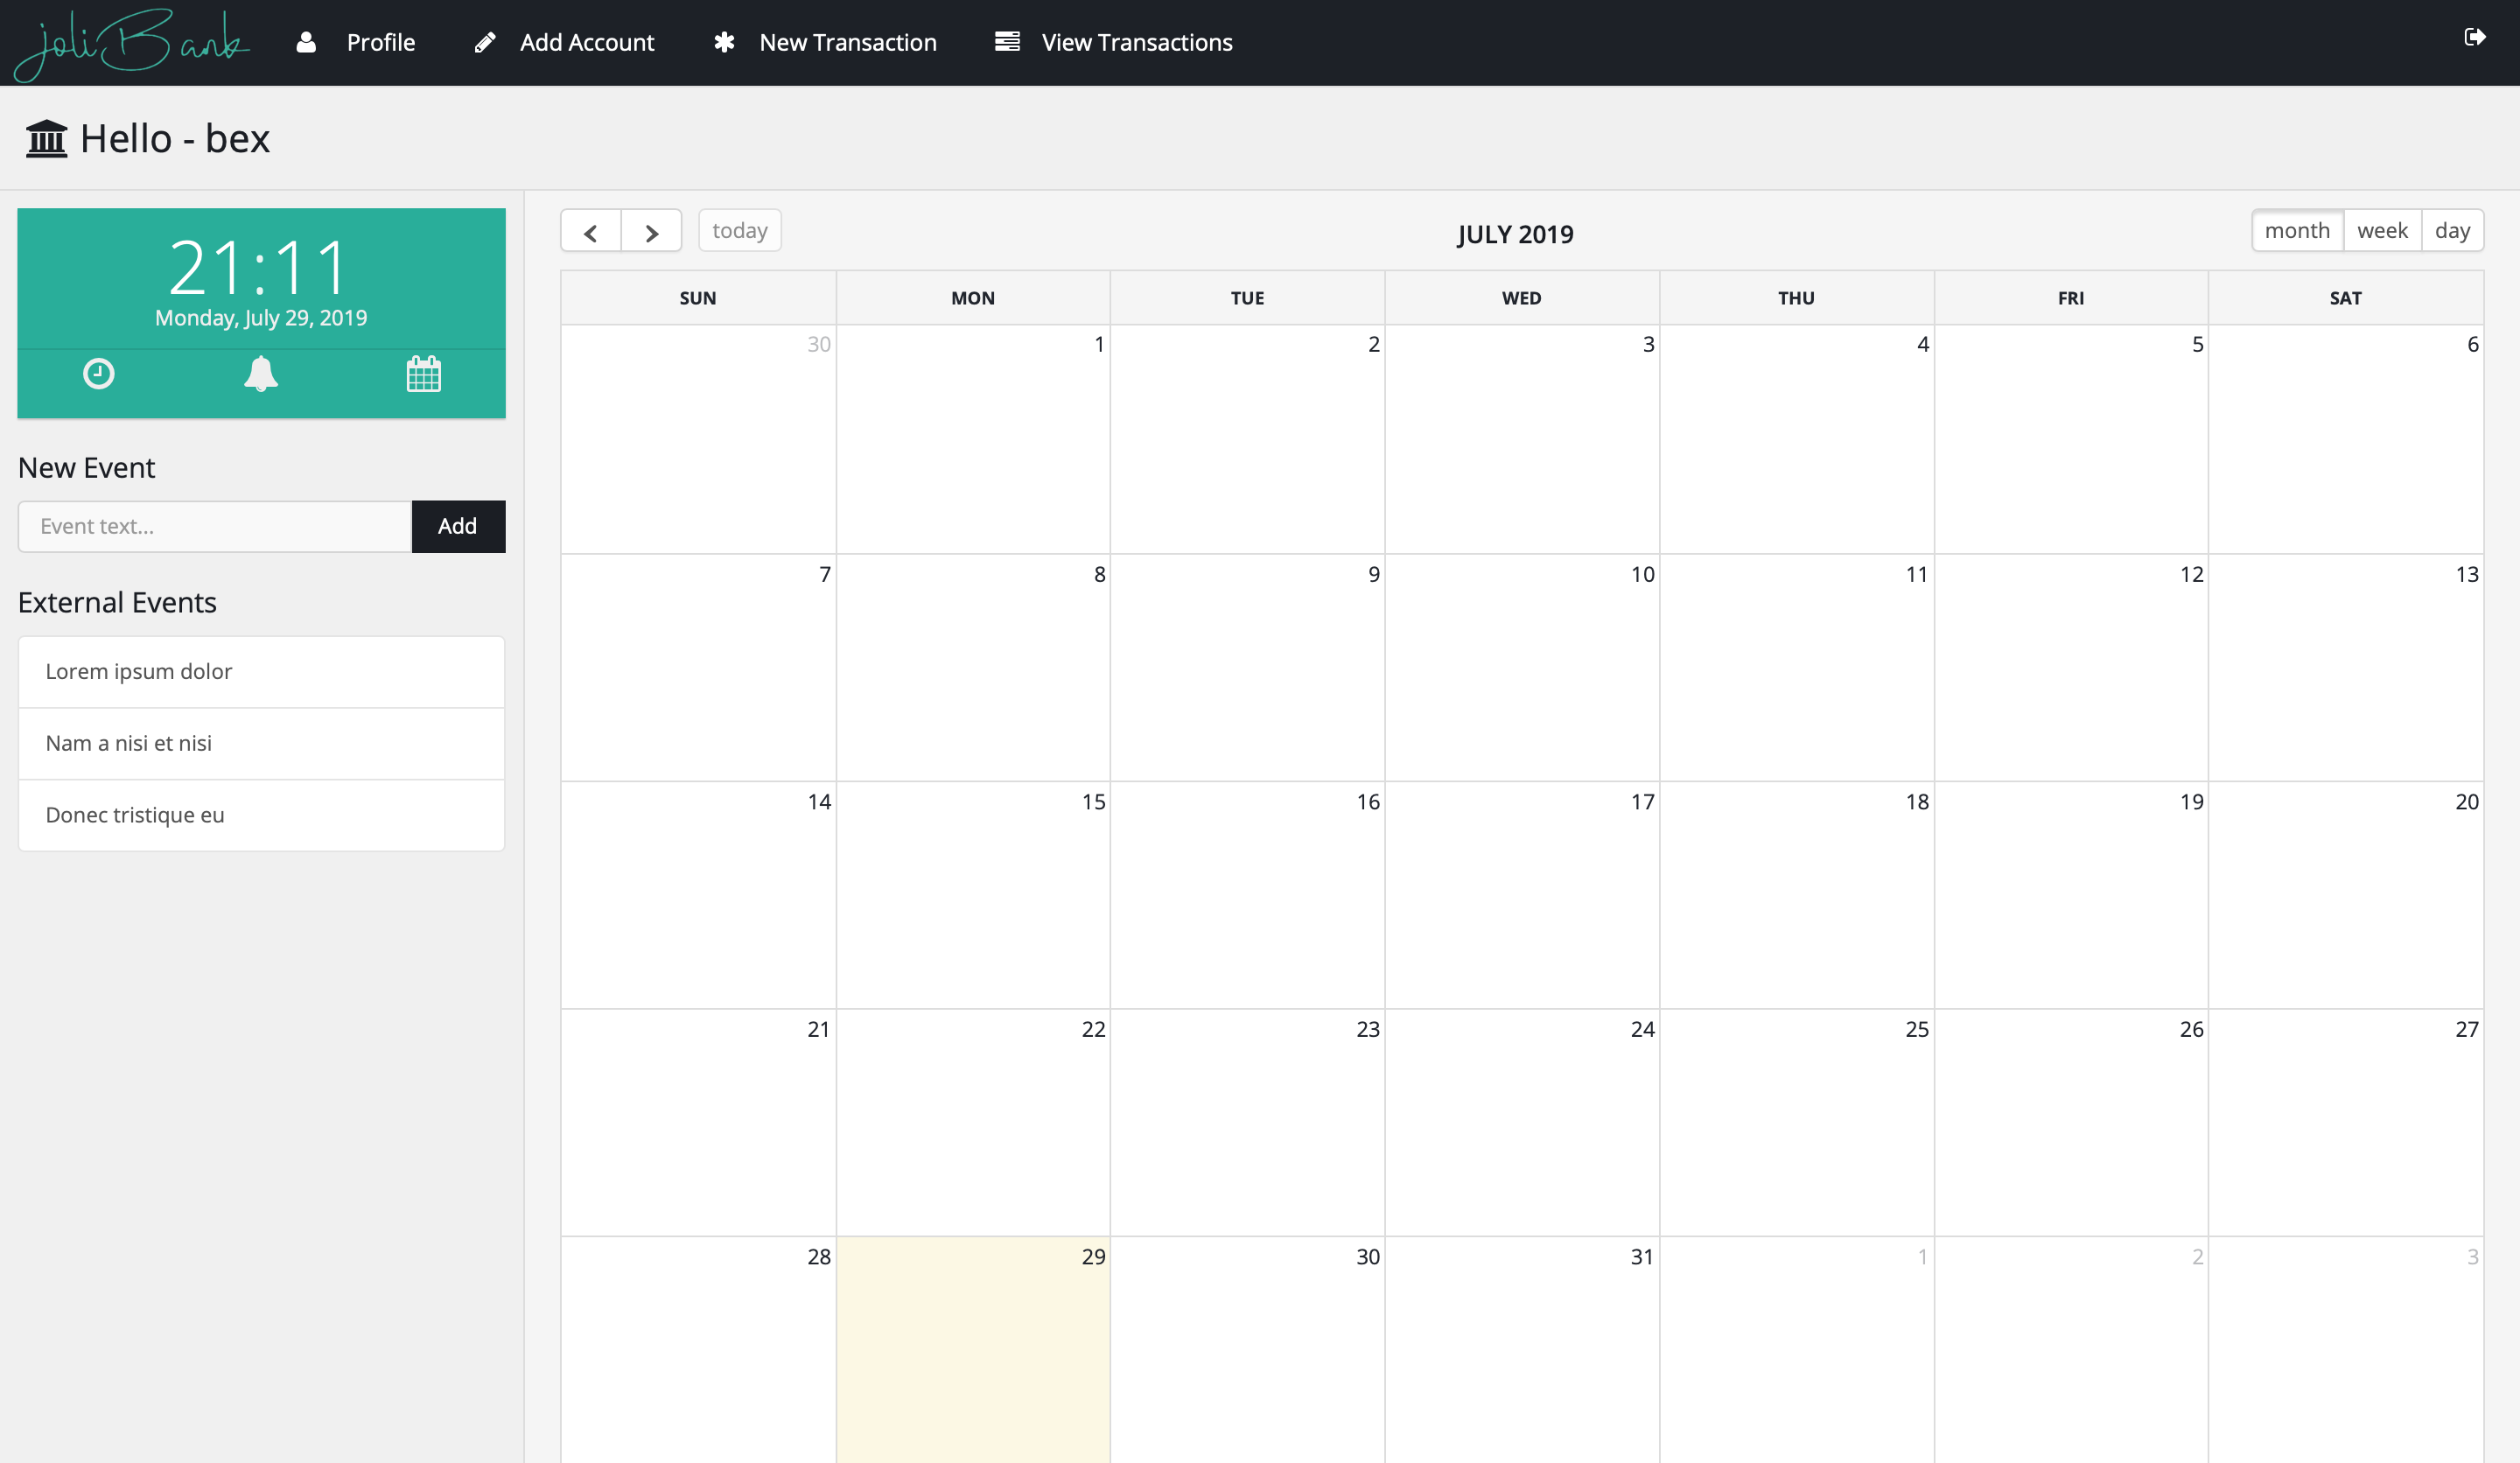 joliBank Profile Add Account New Transaction View Transactions
Hello - bex
21:11
Monday, July 29, 2019
New Event
Event text... Add
External Events
Lorem ipsum dolor
Nam a nisi et nisi
Donec tristique eu
today JULY 2019 month week day
SUN MON TUE WED THU FRI SAT
30 1 2 3 4 5 6
7 8 9 10 11 12 13
14 15 16 17 18 19 20
21 22 23 24 25 26 27
28 29 30 31 1 2 3